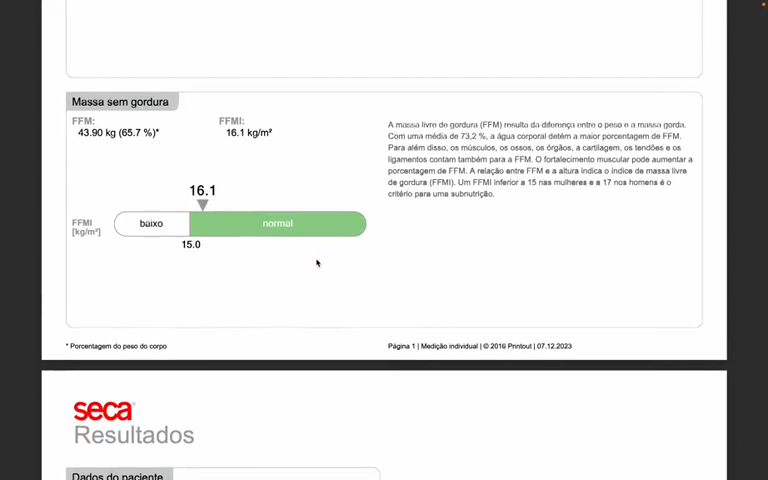 Massa sem gordura
FFM:
43.90 kg (65.7 %)*
FFMI:
16.1 kg/m²
A massa livre de gordura (FFM) resulta da diferença entre o peso e a massa gorda.
Com uma média de 73,2 %, a água corporal detém a maior porcentagem de FFM.
Para além disso, os músculos, os ossos, os órgãos, a cartilagem, os tendões e os
ligamentos contam também para a FFM. O fortalecimento muscular pode aumentar a
porcentagem de FFM. A relação entre FFM e a altura indica o índice de massa livre
de gordura (FFMI). Um FFMI inferior a 15 nas mulheres e a 17 nos homens é o
critério para uma subnutrição.
16.1
FFMI
[kg/m²]
baixo
normal
15.0
* Porcentagem do peso do corpo
Página 1 | Medição individual | © 2016 Printout | 07.12.2023
seca
Resultados
Dados do paciente